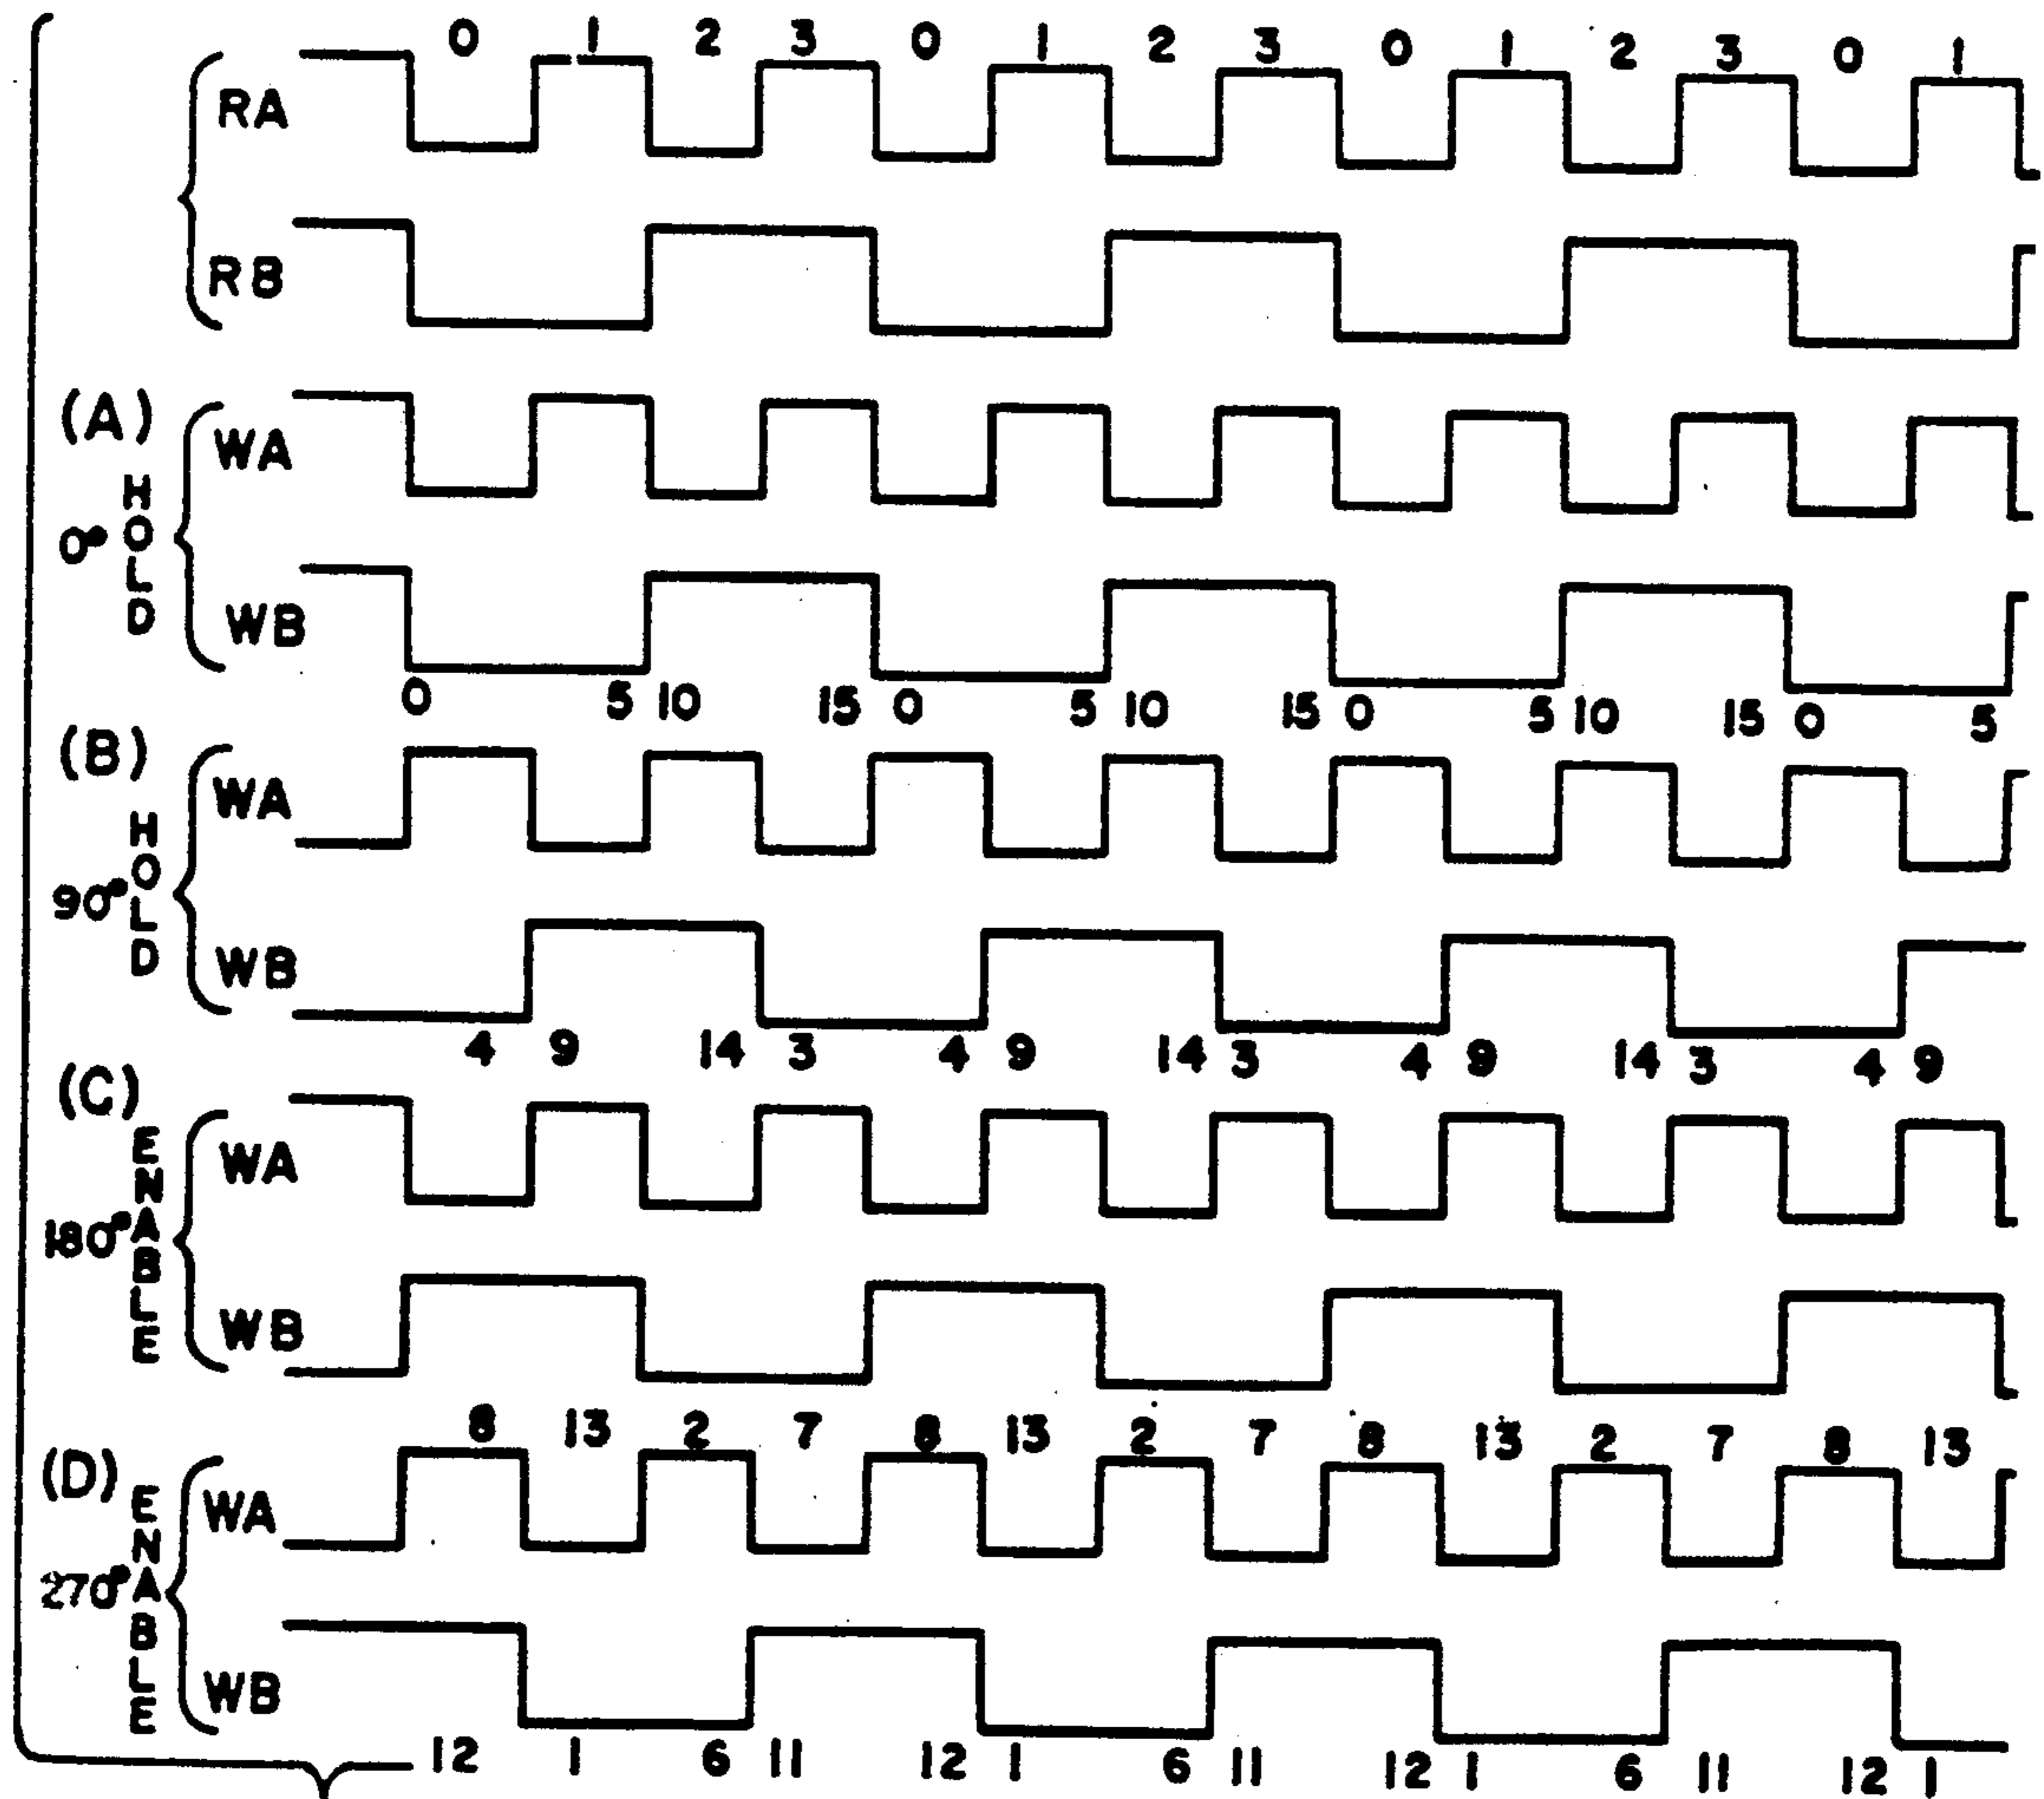 0 1 2 3 0 1 2 3 0 1 2 3 0 1
RA
RB
(A)
0° HOLD
WA
WB
0 5 10 15 0 5 10 15 0 5 10 15 0 5
(B)
90° HOLD
WA
WB
4 9 14 3 4 9 14 3 4 9 14 3 4 9
(C)
180° ENABLE
WA
WB
8 13 2 7 8 13 2 7 8 13 2 7 8 13
(D)
270° ENABLE
WA
WB
12 1 6 11 12 1 6 11 12 1 6 11 12 1